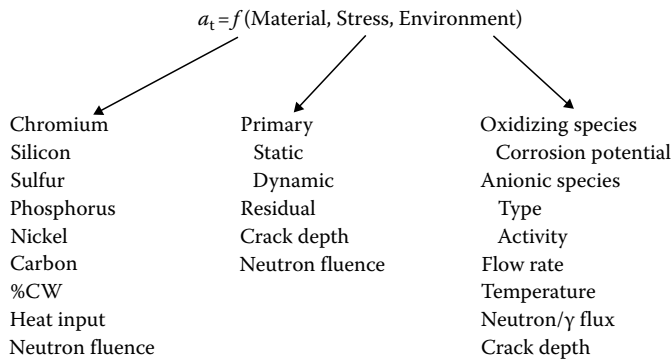 aₜ = f (Material, Stress, Environment)
Chromium
Silicon
Sulfur
Phosphorus
Nickel
Carbon
%CW
Heat input
Neutron fluence
Primary
Static
Dynamic
Residual
Crack depth
Neutron fluence
Oxidizing species
Corrosion potential
Anionic species
Type
Activity
Flow rate
Temperature
Neutron/γ flux
Crack depth